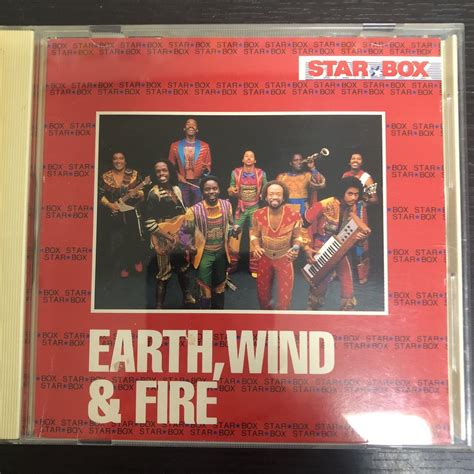 STAR★BOX
EARTH, WIND
& FIRE